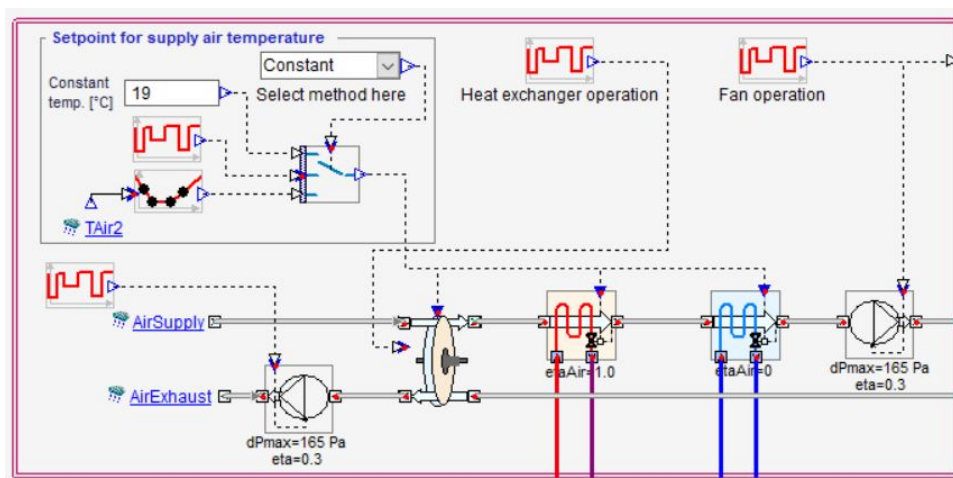 Setpoint for supply air temperature
Constant
Constant
temp. [°C]
19
Select method here
Heat exchanger operation
Fan operation
TAir2
AirSupply
etaAir=1.0
etaAir=0
dPmax=165 Pa
eta=0.3
AirExhaust
dPmax=165 Pa
eta=0.3